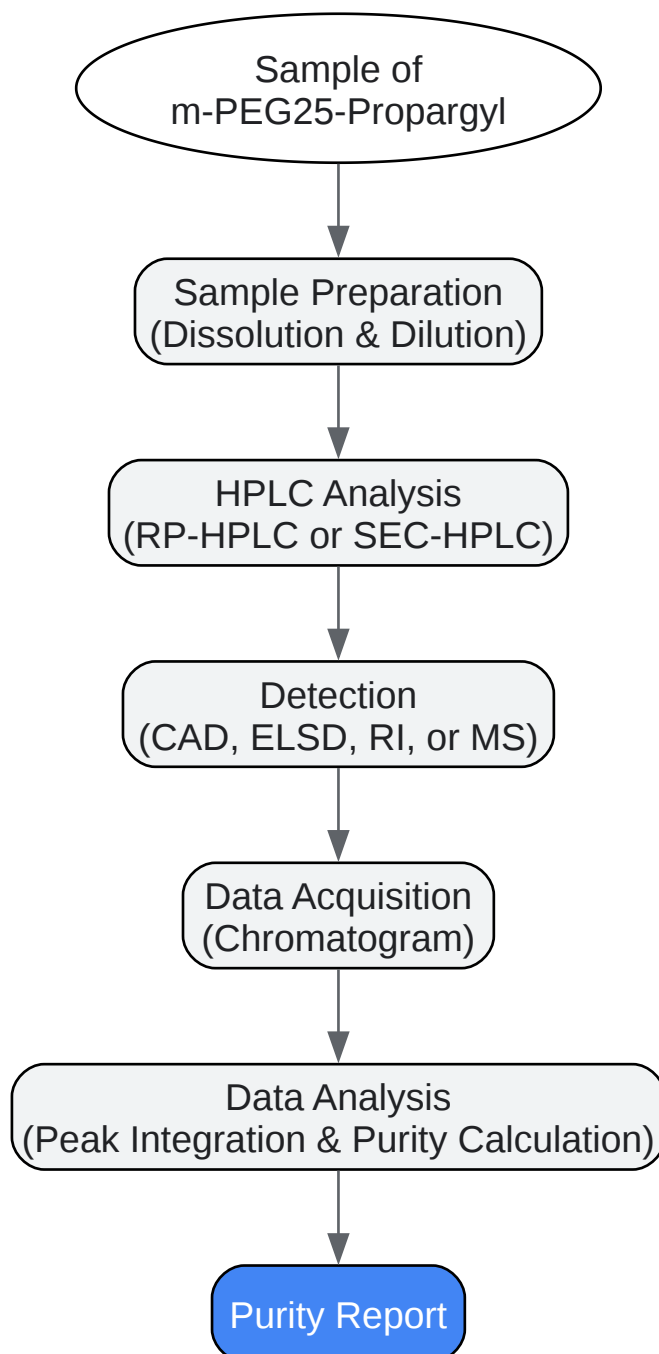 Sample of
m-PEG25-Propargyl
Sample Preparation
(Dissolution & Dilution)
HPLC Analysis
(RP-HPLC or SEC-HPLC)
Detection
(CAD, ELSD, RI, or MS)
Data Acquisition
(Chromatogram)
Data Analysis
(Peak Integration & Purity Calculation)
Purity Report